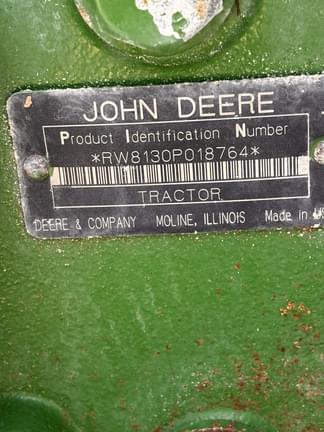 JOHN DEERE
Product Identification Number
*RW8130P018764*
TRACTOR
DEERE & COMPANY MOLINE, ILLINOIS Made in